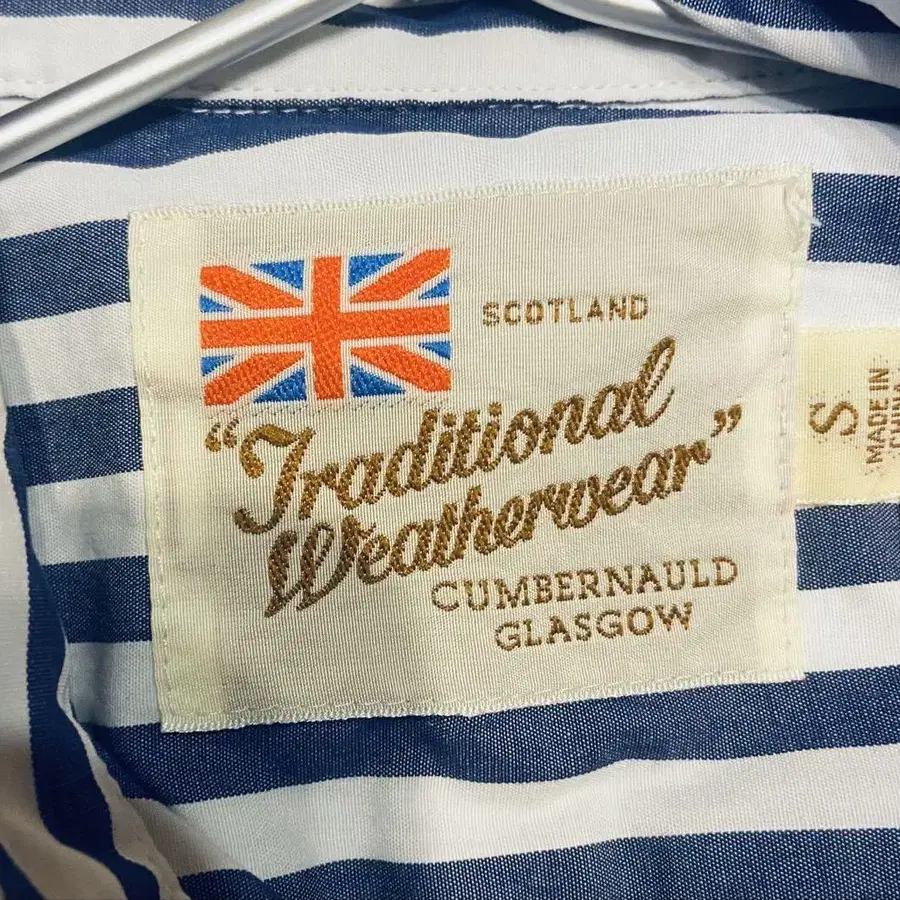 SCOTLAND
"Traditional
Weatherwear"
CUMBERNAULD
GLASGOW
S
MADE IN
CHINA